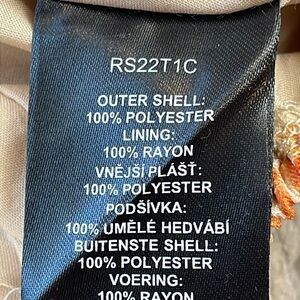 RS22T1C
OUTER SHELL:
100% POLYESTER
LINING:
100% RAYON
VNĚJŠÍ PLÁŠŤ:
100% POLYESTER
PODŠÍVKA:
100% UMĚLÉ HEDVÁBÍ
BUITENSTE SHELL:
100% POLYESTER
VOERING:
100% RAYON